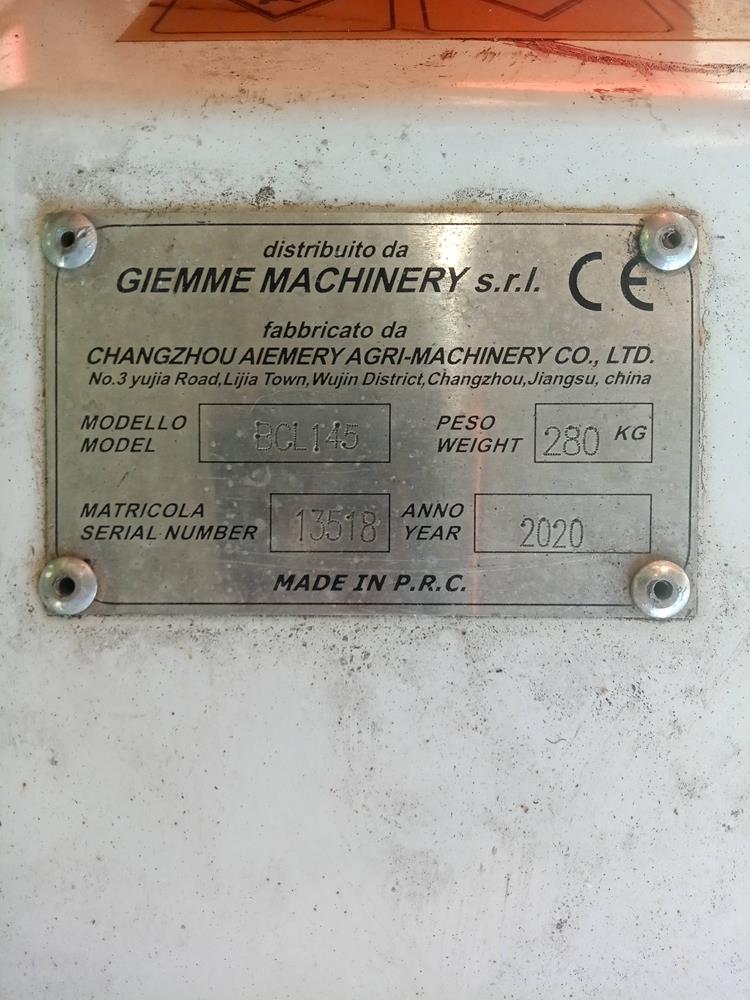 distribuito da
GIEMME MACHINERY s.r.l. CE
fabbricato da
CHANGZHOU AIEMERY AGRI-MACHINERY CO., LTD.
No.3 yujia Road,Lijia Town,Wujin District,Changzhou,Jiangsu, china
MODELLO
MODEL BCL145
PESO
WEIGHT 280 KG
MATRICOLA
SERIAL NUMBER 13518
ANNO
YEAR 2020
MADE IN P.R.C.